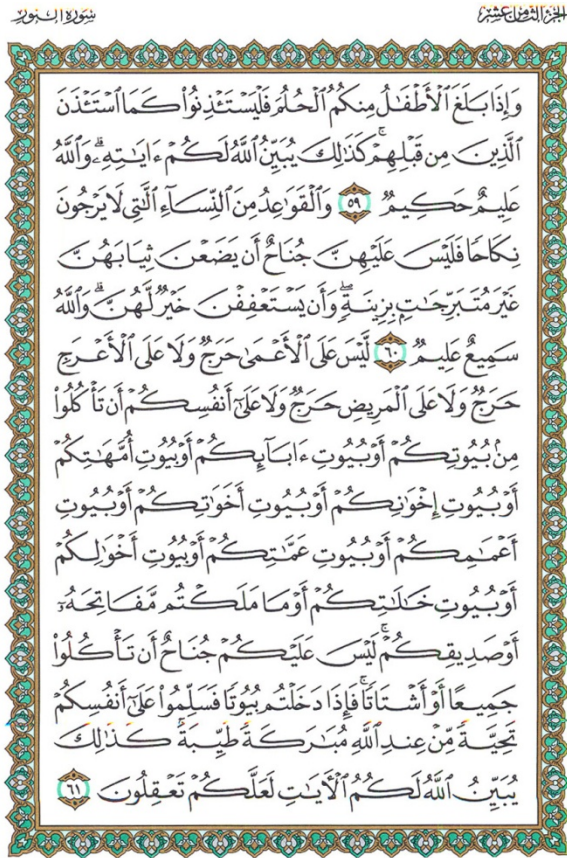 الجزء الثامن عشر
سورة النور
وَإِذَا بَلَغَ ٱلْأَطْفَـٰلُ مِنكُمُ ٱلْحُلُمَ فَلْيَسْتَـْٔذِنُوا۟ كَمَا ٱسْتَـْٔذَنَ
ٱلَّذِينَ مِن قَبْلِهِمْ ۚ كَذَٰلِكَ يُبَيِّنُ ٱللَّهُ لَكُمْ ءَايَـٰتِهِۦ ۗ وَٱللَّهُ
عَلِيمٌ حَكِيمٌ ٥٩ وَٱلْقَوَٰعِدُ مِنَ ٱلنِّسَآءِ ٱلَّـٰتِى لَا يَرْجُونَ
نِكَاحًا فَلَيْسَ عَلَيْهِنَّ جُنَاحٌ أَن يَضَعْنَ ثِيَابَهُنَّ
غَيْرَ مُتَبَرِّجَـٰتٍۭ بِزِينَةٍ ۖ وَأَن يَسْتَعْفِفْنَ خَيْرٌ لَّهُنَّ ۗ وَٱللَّهُ
سَمِيعٌ عَلِيمٌ ٦٠ لَّيْسَ عَلَى ٱلْأَعْمَىٰ حَرَجٌ وَلَا عَلَى ٱلْأَعْرَجِ
حَرَجٌ وَلَا عَلَى ٱلْمَرِيضِ حَرَجٌ وَلَا عَلَىٰٓ أَنفُسِكُمْ أَن تَأْكُلُوا۟
مِنۢ بُيُوتِكُمْ أَوْ بُيُوتِ ءَابَآئِكُمْ أَوْ بُيُوتِ أُمَّهَـٰتِكُمْ
أَوْ بُيُوتِ إِخْوَٰنِكُمْ أَوْ بُيُوتِ أَخَوَٰتِكُمْ أَوْ بُيُوتِ
أَعْمَـٰمِكُمْ أَوْ بُيُوتِ عَمَّـٰتِكُمْ أَوْ بُيُوتِ أَخْوَٰلِكُمْ
أَوْ بُيُوتِ خَـٰلَـٰتِكُمْ أَوْ مَا مَلَكْتُم مَّفَاتِحَهُۥٓ
أَوْ صَدِيقِكُمْ ۚ لَيْسَ عَلَيْكُمْ جُنَاحٌ أَن تَأْكُلُوا۟
جَمِيعًا أَوْ أَشْتَاتًا ۚ فَإِذَا دَخَلْتُم بُيُوتًا فَسَلِّمُوا۟ عَلَىٰٓ أَنفُسِكُمْ
تَحِيَّةً مِّنْ عِندِ ٱللَّهِ مُبَـٰرَكَةً طَيِّبَةً ۚ كَذَٰلِكَ
يُبَيِّنُ ٱللَّهُ لَكُمُ ٱلْـَٔايَـٰتِ لَعَلَّكُمْ تَعْقِلُونَ ٦١